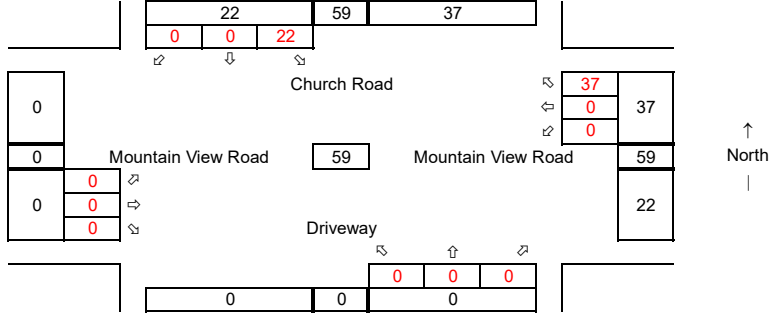 22 59 37
0 0 22
⬃ ⇩ ⬂
Church Road
⬁ 37
0 ⇦ 0 37
⬃ 0
↑
0 Mountain View Road 59 Mountain View Road 59 North
|
0 ⬀
0 0 ⇨ 22
0 ⬂
Driveway
⬁ ⇧ ⬀
0 0 0
0 0 0